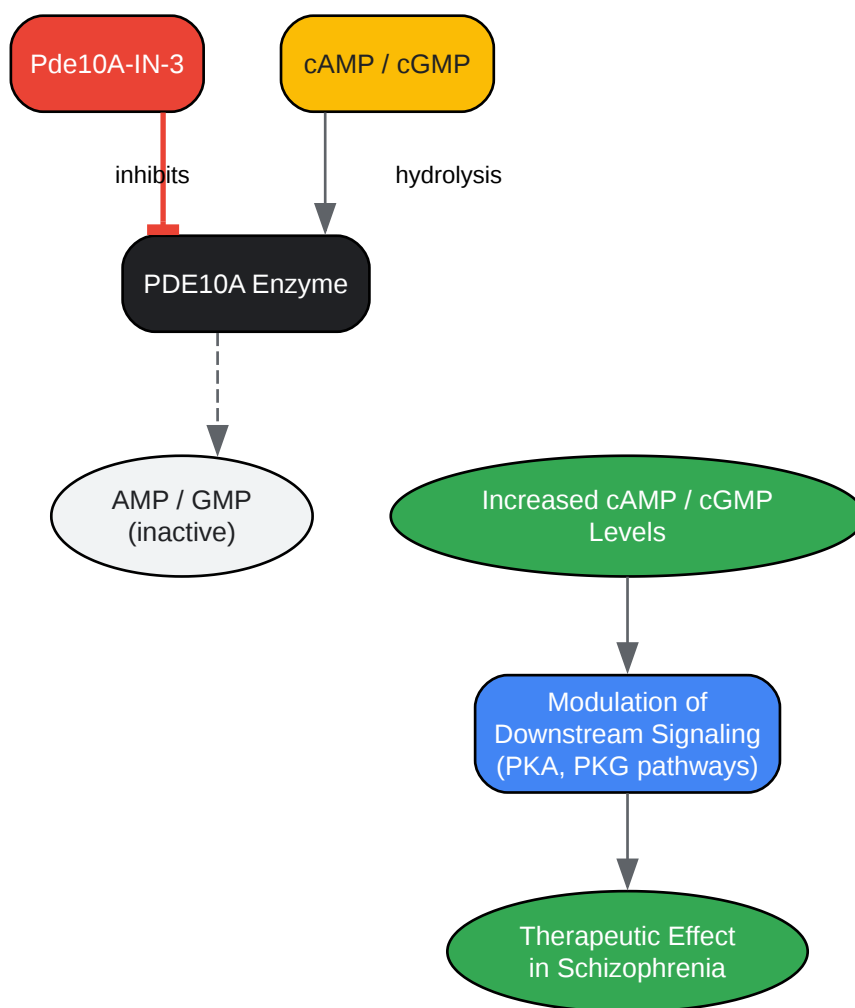 Pde10A-IN-3
cAMP / cGMP
inhibits
hydrolysis
PDE10A Enzyme
AMP / GMP
(inactive)
Increased cAMP / cGMP
Levels
Modulation of
Downstream Signaling
(PKA, PKG pathways)
Therapeutic Effect
in Schizophrenia